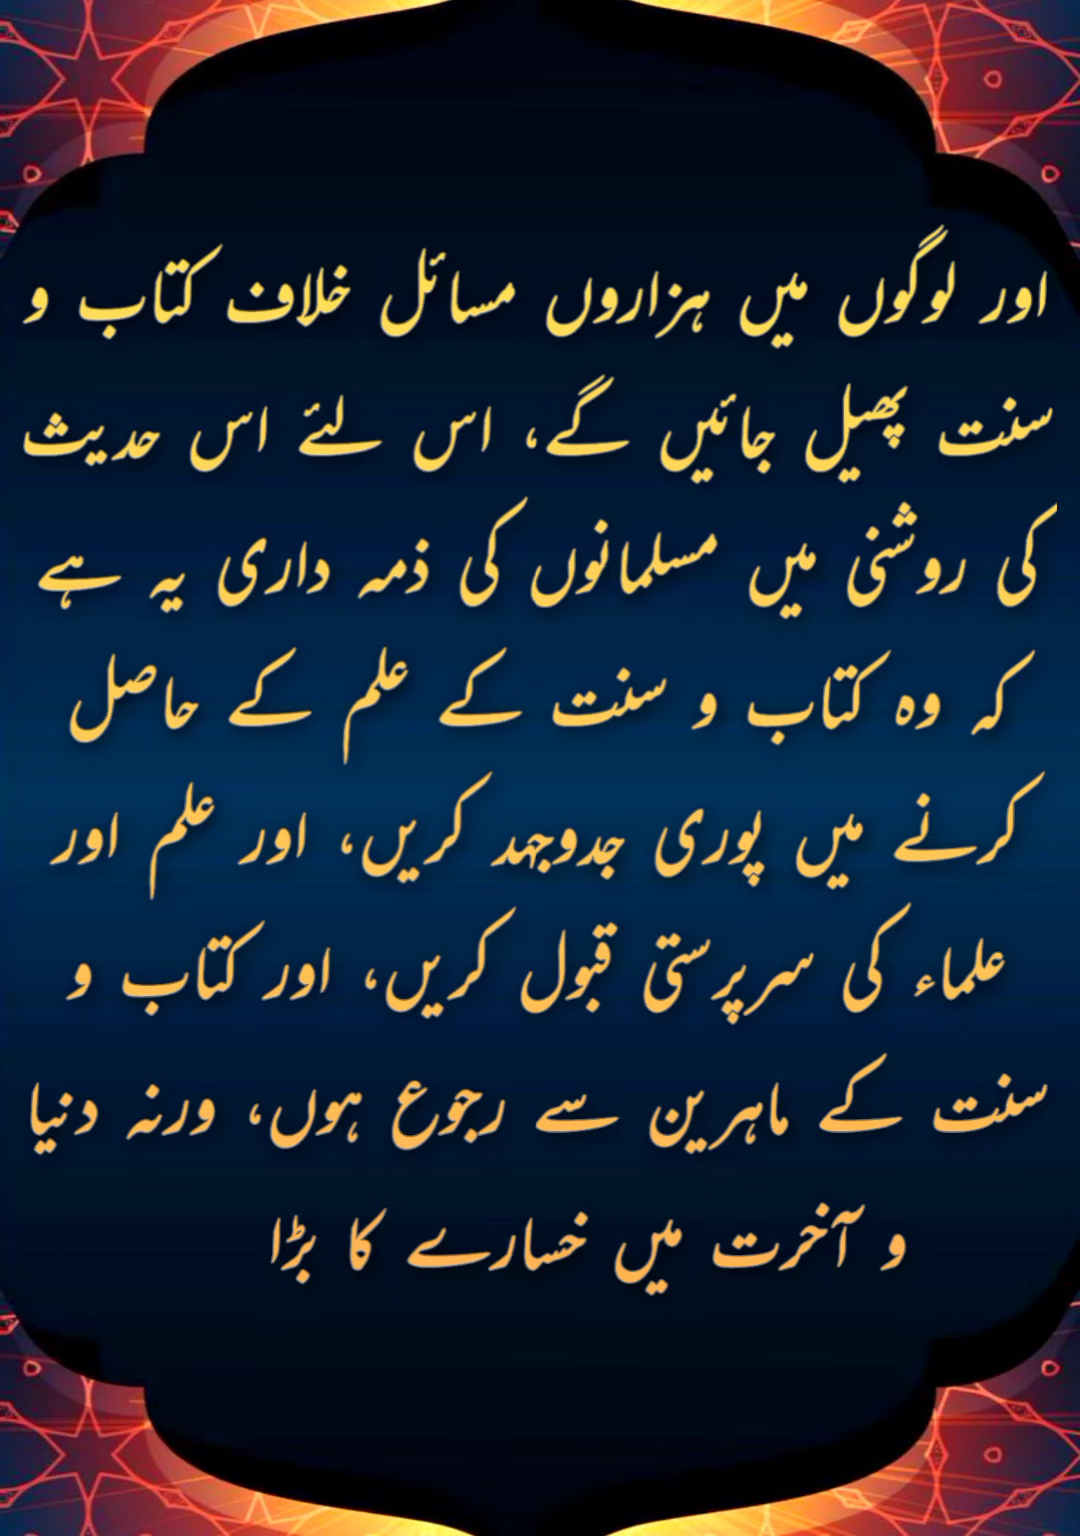 اور لوگوں میں ہزاروں مسائل خلاف کتاب و
سنت پھیل جائیں گے، اس لئے اس حدیث
کی روشنی میں مسلمانوں کی ذمہ داری یہ ہے
کہ وہ کتاب و سنت کے علم کے حاصل
کرنے میں پوری جدوجہد کریں، اور علم اور
علماء کی سرپرستی قبول کریں، اور کتاب و
سنت کے ماہرین سے رجوع ہوں، ورنہ دنیا
و آخرت میں خسارے کا بڑا